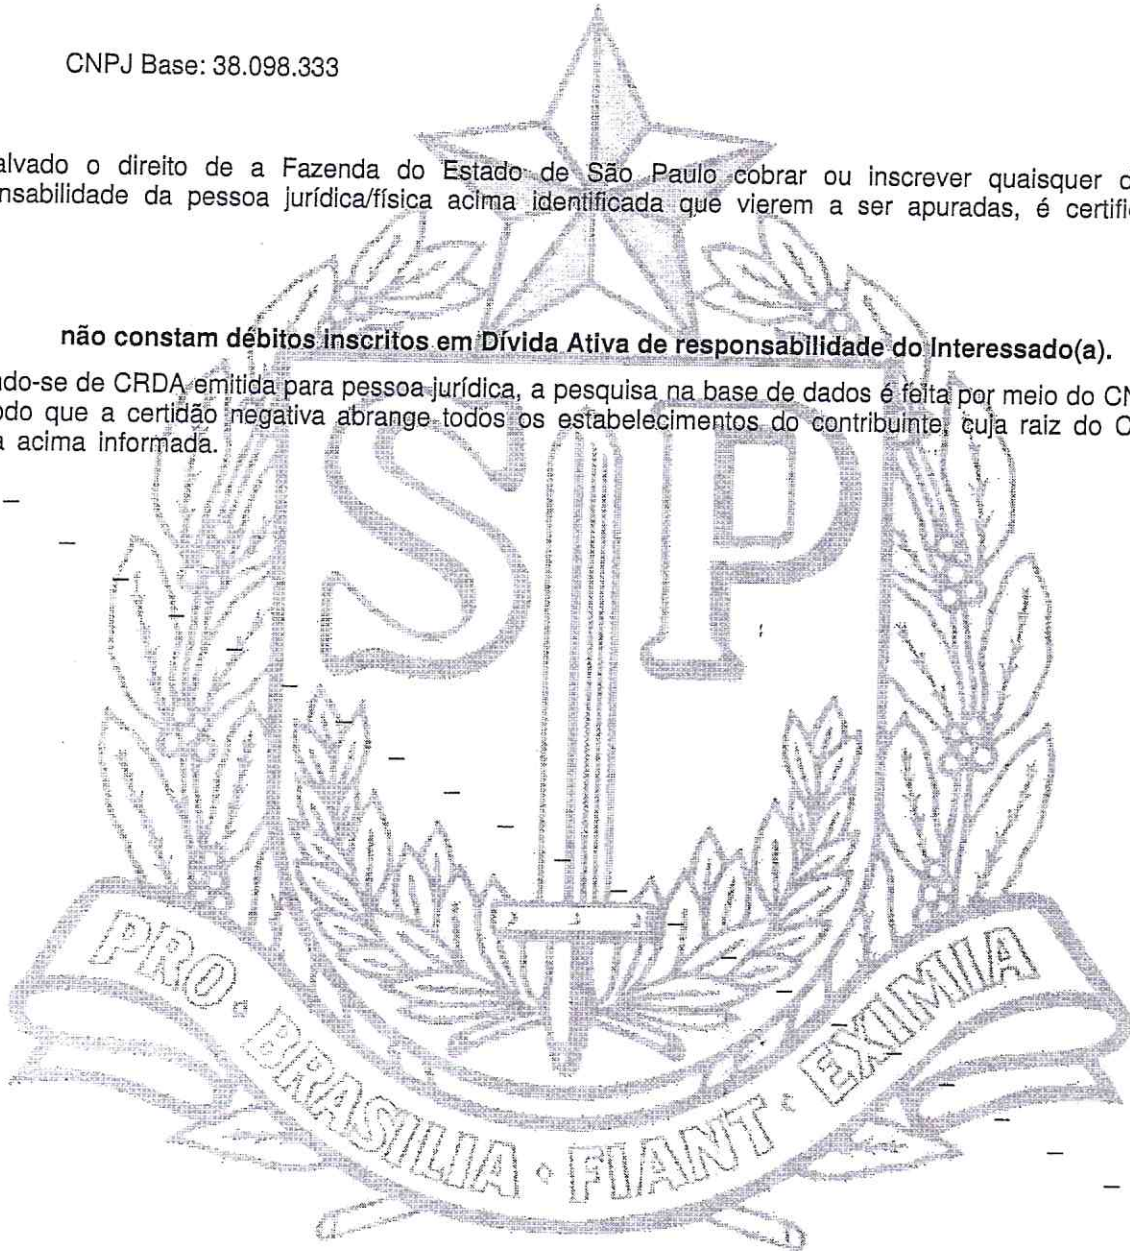 CNPJ Base: 38.098.333
alvado o direito de a Fazenda do Estado de São Paulo cobrar ou inscrever quaisquer d
nsabilidade da pessoa jurídica/física acima identificada que vierem a ser apuradas, é certifi
não constam débitos inscritos em Dívida Ativa de responsabilidade do Interessado(a).
do-se de CRDA emitida para pessoa jurídica, a pesquisa na base de dados é feita por meio do CN
odo que a certidão negativa abrange todos os estabelecimentos do contribuinte, cuja raiz do C
a acima informada.
SP
PRO · BRASILIA · FIANT · EXIMIA